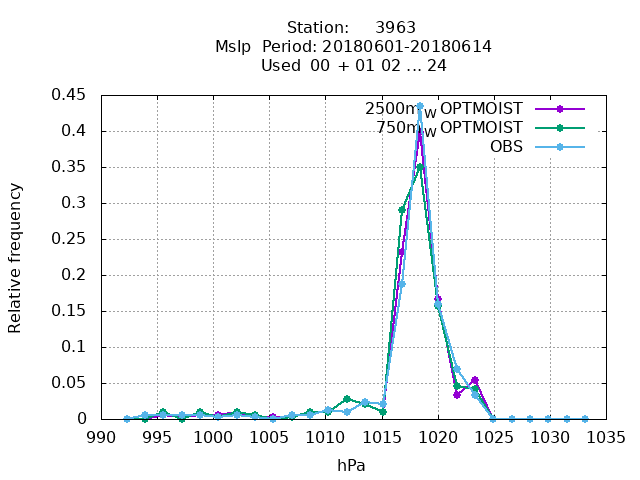 Station: 3963
Mslp Period: 20180601-20180614
Used 00 + 01 02 ... 24
2500m_W OPTMOIST
750m_W OPTMOIST
OBS
Relative frequency
0.45
0.4
0.35
0.3
0.25
0.2
0.15
0.1
0.05
0
990 995 1000 1005 1010 1015 1020 1025 1030 1035
hPa